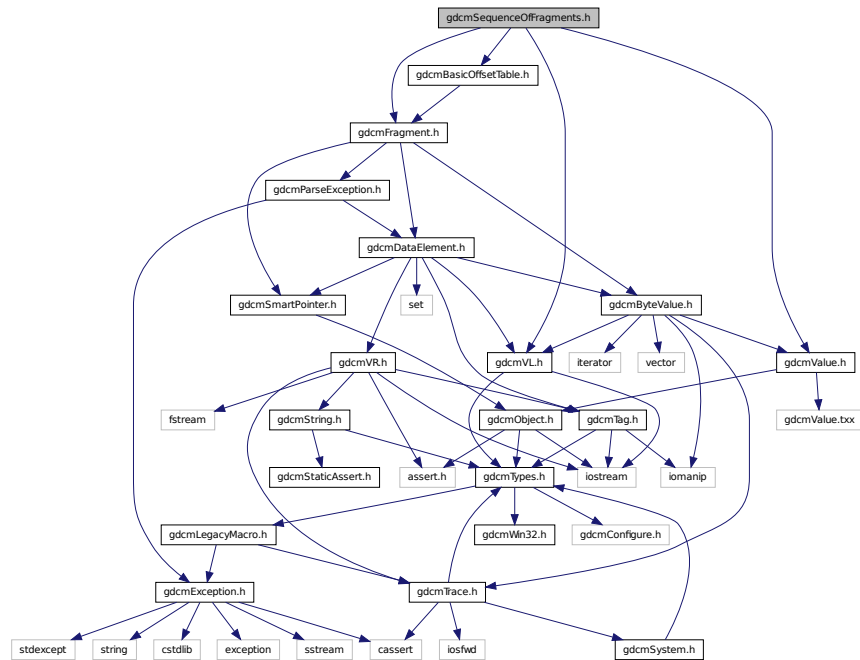 gdcmSequenceOfFragments.h
gdcmBasicOffsetTable.h
gdcmFragment.h
gdcmParseException.h
gdcmDataElement.h
gdcmSmartPointer.h
set
gdcmByteValue.h
gdcmVR.h
gdcmVL.h
iterator
vector
gdcmValue.h
fstream
gdcmString.h
gdcmObject.h
gdcmTag.h
gdcmValue.txx
gdcmStaticAssert.h
assert.h
gdcmTypes.h
iostream
iomanip
gdcmLegacyMacro.h
gdcmWin32.h
gdcmConfigure.h
gdcmException.h
gdcmTrace.h
stdexcept
string
cstdlib
exception
sstream
cassert
iosfwd
gdcmSystem.h